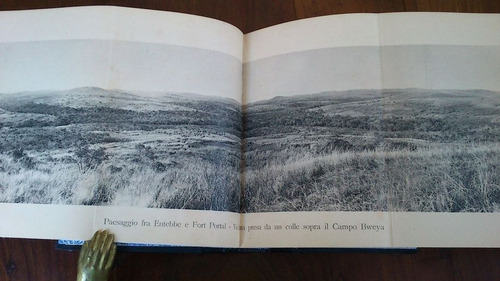 Paesaggio fra Entebbe e Fort Portal - Vista presa da un colle sopra il Campo Bweya